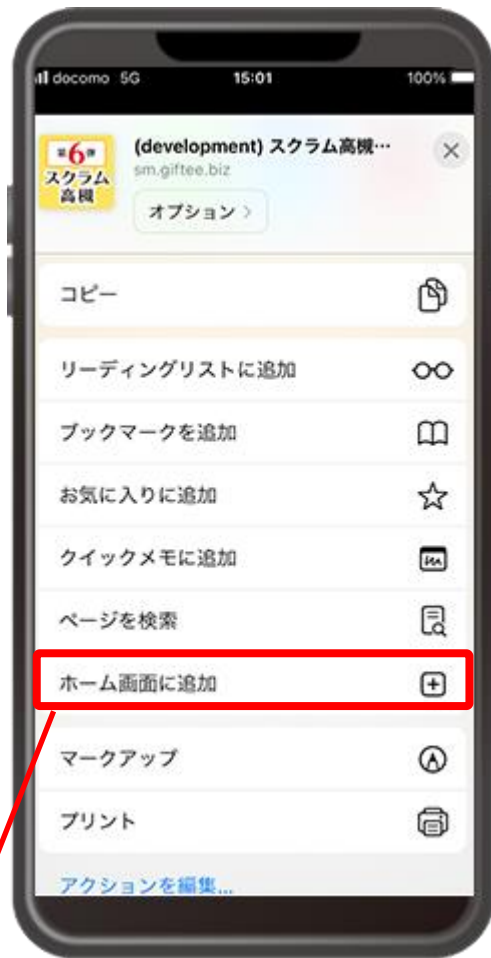 docomo 5G 15:01 100%
第6弾
スクラム
高槻
(development) スクラム高槻…
sm.giftee.biz
オプション
コピー
リーディングリストに追加
ブックマークを追加
お気に入りに追加
クイックメモに追加
ページを検索
ホーム画面に追加
マークアップ
プリント
アクションを編集...